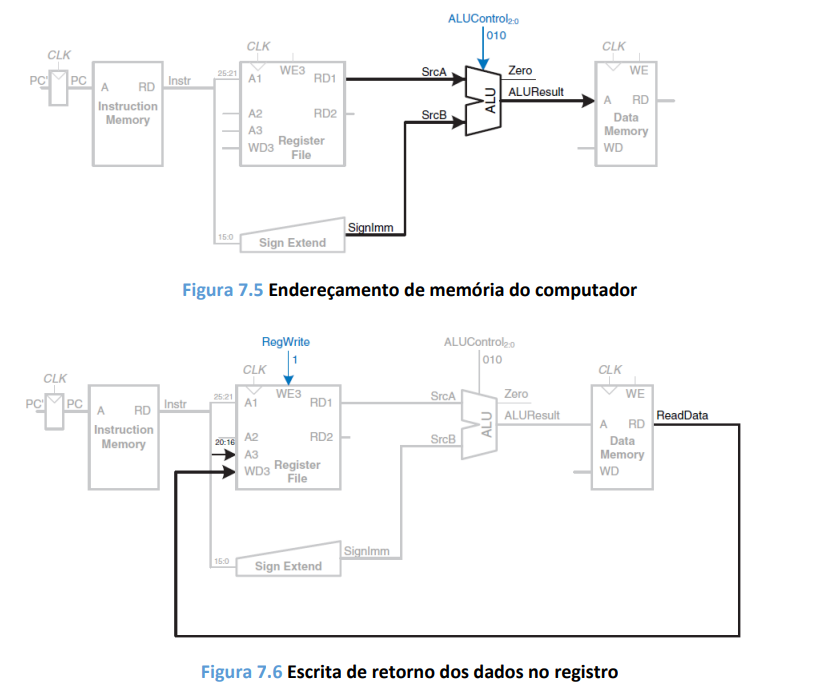 ALUControl2:0
010
CLK
CLK
CLK
PC'
PC
A
RD
Instr
Instruction
Memory
25:21
A1
WE3
RD1
A2
RD2
A3
WD3
Register
File
SrcA
SrcB
ALU
Zero
ALUResult
WE
A
RD
Data
Memory
WD
15:0
Sign Extend
SignImm
Figura 7.5 Endereçamento de memória do computador
RegWrite
1
ALUControl2:0
010
CLK
CLK
CLK
PC'
PC
A
RD
Instr
Instruction
Memory
25:21
A1
WE3
RD1
A2
RD2
20:16
A3
WD3
Register
File
SrcA
SrcB
ALU
Zero
ALUResult
WE
A
RD
ReadData
Data
Memory
WD
15:0
Sign Extend
SignImm
Figura 7.6 Escrita de retorno dos dados no registro